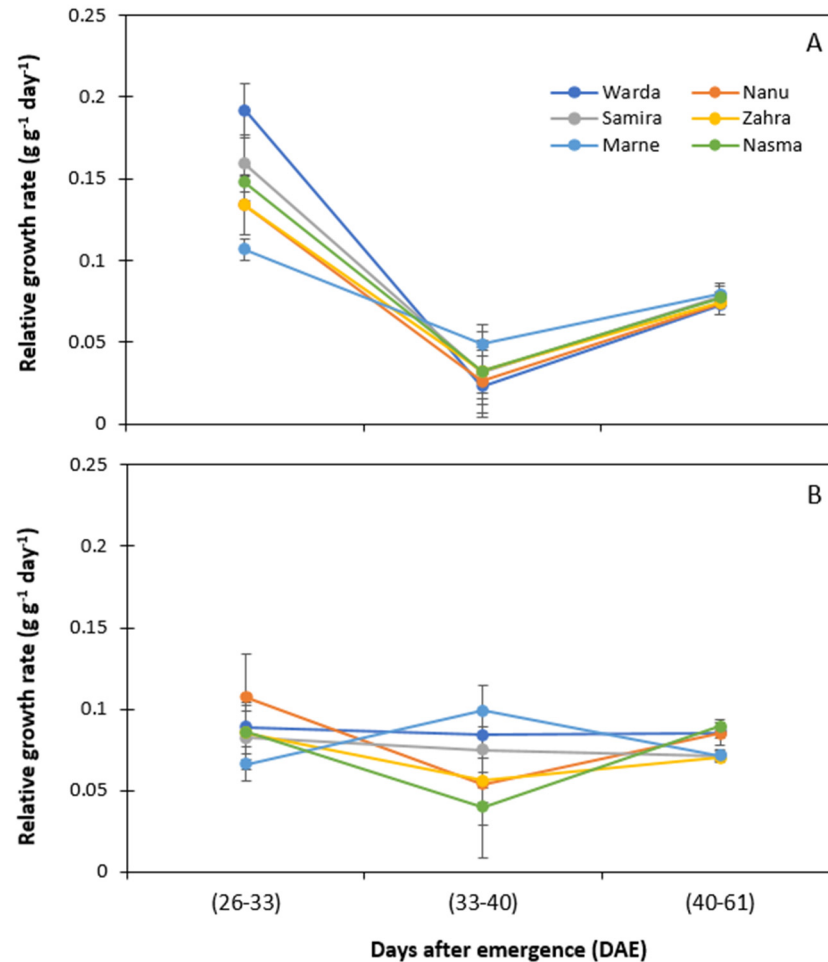 A
0.25
0.2
0.15
0.1
0.05
0
Relative growth rate (g g⁻¹ day⁻¹)
Warda Nanu
Samira Zahra
Marne Nasma
B
0.25
0.2
0.15
0.1
0.05
0
Relative growth rate (g g⁻¹ day⁻¹)
(26-33) (33-40) (40-61)
Days after emergence (DAE)